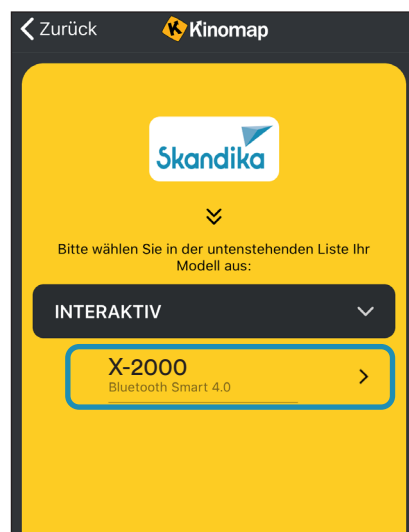 Zurück
Kinomap
Skandika
Bitte wählen Sie in der untenstehenden Liste Ihr
Modell aus:
INTERAKTIV
X-2000
Bluetooth Smart 4.0